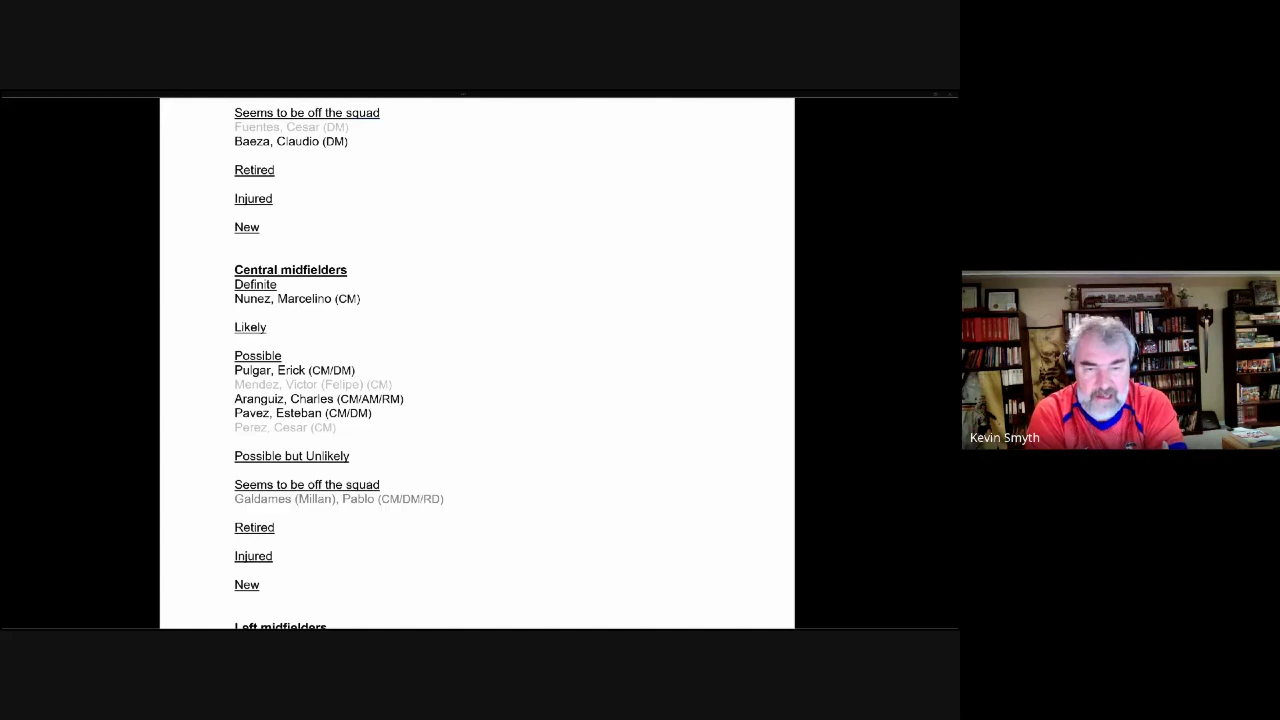 Seems to be off the squad
Fuentes, Cesar (DM)
Baeza, Claudio (DM)
Retired
Injured
New
Central midfielders
Definite
Nunez, Marcelino (CM)
Likely
Possible
Pulgar, Erick (CM/DM)
Mendez, Victor (Felipe) (CM)
Aranguiz, Charles (CM/AM/RM)
Pavez, Esteban (CM/DM)
Perez, Cesar (CM)
Possible but Unlikely
Seems to be off the squad
Galdames (Millan), Pablo (CM/DM/RD)
Retired
Injured
New
Left midfielders
Kevin Smyth